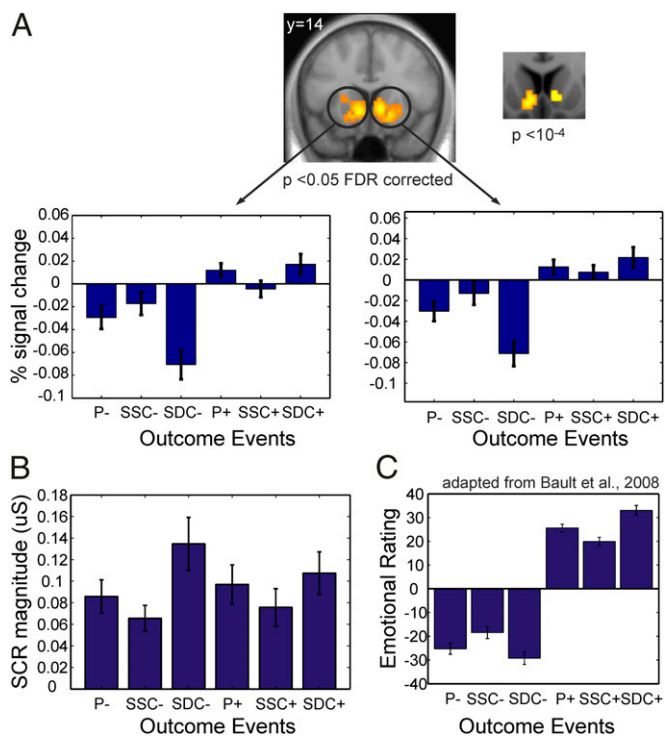 A
y=14
p <10-4
p <0.05 FDR corrected
% signal change
0.06
0.04
0.02
0
-0.02
-0.04
-0.06
-0.08
-0.1
P- SSC- SDC- P+ SSC+ SDC+
Outcome Events
0.06
0.04
0.02
0
-0.02
-0.04
-0.06
-0.08
-0.1
P- SSC- SDC- P+ SSC+ SDC+
Outcome Events
B
SCR magnitude (uS)
0.18
0.16
0.14
0.12
0.1
0.08
0.06
0.04
0.02
0
P- SSC- SDC- P+ SSC+ SDC+
Outcome Events
C
adapted from Bault et al., 2008
Emotional Rating
40
30
20
10
0
-10
-20
-30
-40
P- SSC- SDC- P+ SSC+ SDC+
Outcome Events